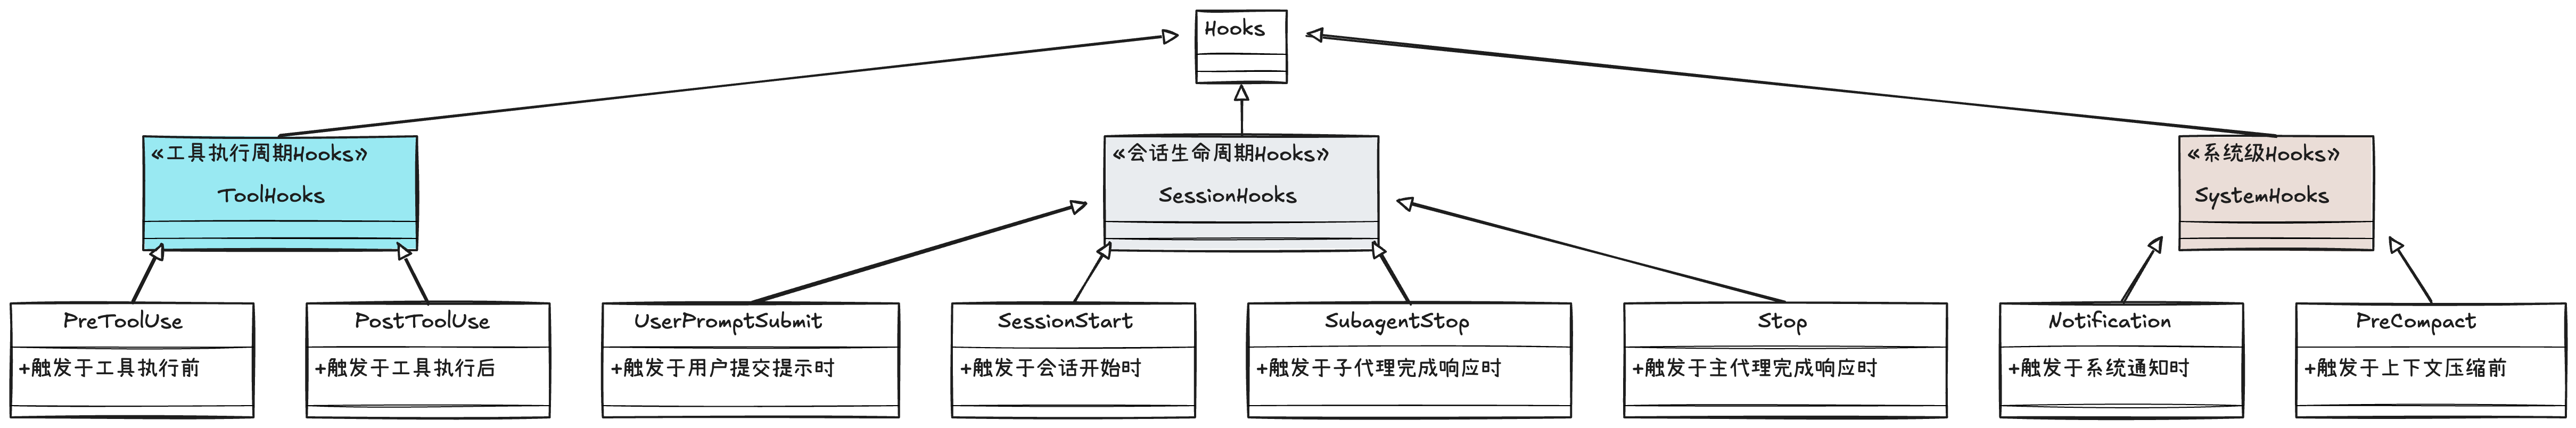 Hooks
《工具执行周期Hooks》
ToolHooks
《会话生命周期Hooks》
SessionHooks
《系统级Hooks》
SystemHooks
PreToolUse
+触发于工具执行前
PostToolUse
+触发于工具执行后
UserPromptSubmit
+触发于用户提交提示时
SessionStart
+触发于会话开始时
SubagentStop
+触发于子代理完成响应时
Stop
+触发于主代理完成响应时
Notification
+触发于系统通知时
PreCompact
+触发于上下文压缩前